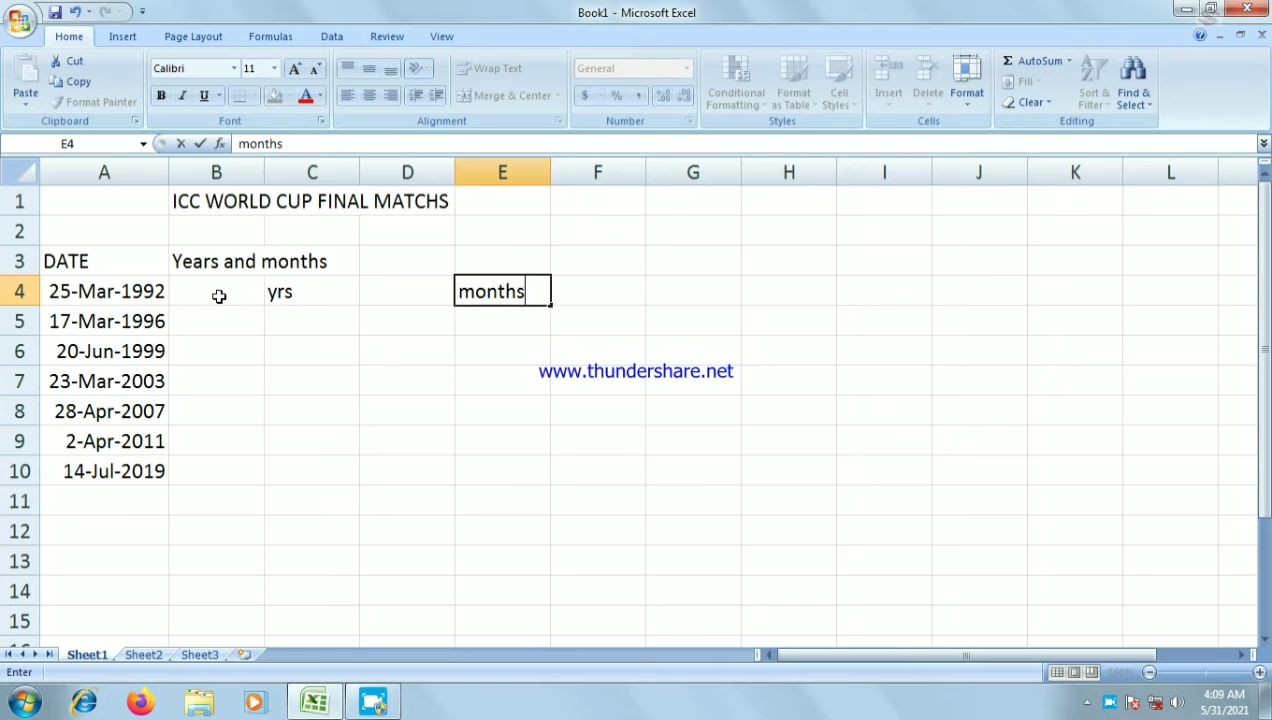 Book1 - Microsoft Excel
Home Insert Page Layout Formulas Data Review View
Paste Cut Copy Format Painter Clipboard
Calibri 11 A A B I U A Font
Wrap Text Merge & Center Alignment
General $ % , Number
Conditional Formatting Format as Table Cell Styles Styles
Insert Delete Format Cells
Σ AutoSum Fill Clear Sort & Filter Find & Select Editing
E4 fx months
A B C D E F G H I J K L
1 ICC WORLD CUP FINAL MATCHS
2
3 DATE Years and months
4 25-Mar-1992 yrs months
5 17-Mar-1996
6 20-Jun-1999
www.thundershare.net
7 23-Mar-2003
8 28-Apr-2007
9 2-Apr-2011
10 14-Jul-2019
11
12
13
14
15
Sheet1 Sheet2 Sheet3
Enter
4:09 AM
5/31/2021